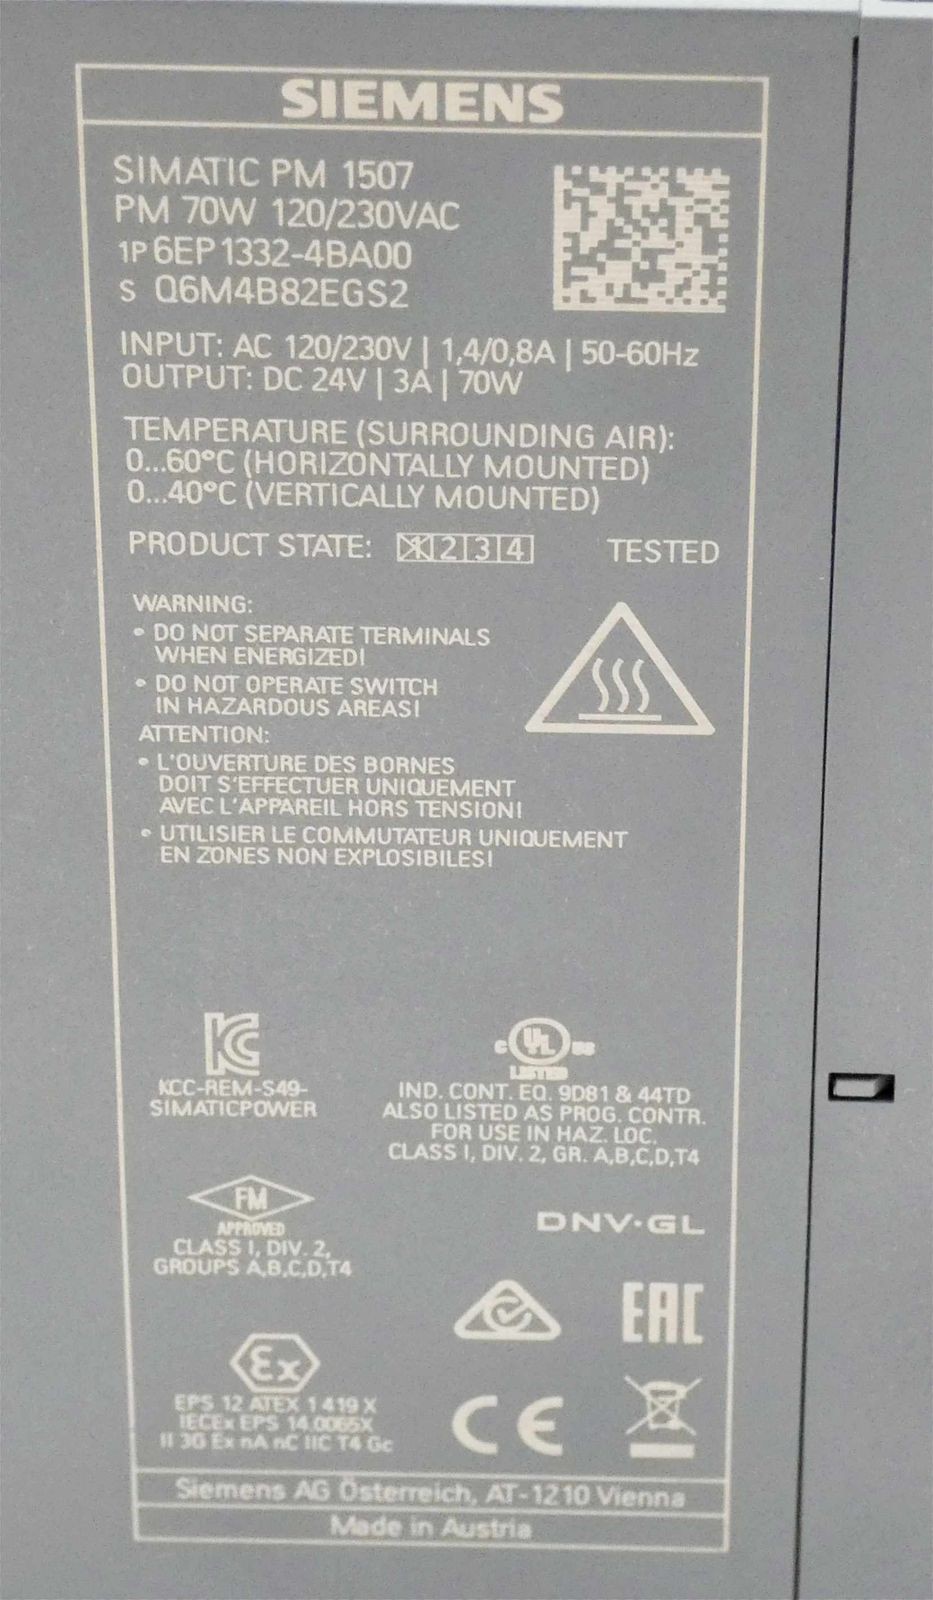 SIEMENS
SIMATIC PM 1507
PM 70W 120/230VAC
1P 6EP1332-4BA00
S Q6M4B82EGS2
INPUT: AC 120/230V | 1,4/0,8A | 50-60Hz
OUTPUT: DC 24V | 3A | 70W
TEMPERATURE (SURROUNDING AIR):
0...60°C (HORIZONTALLY MOUNTED)
0...40°C (VERTICALLY MOUNTED)
PRODUCT STATE: 1 2 3 4 TESTED
WARNING:
• DO NOT SEPARATE TERMINALS
WHEN ENERGIZED!
• DO NOT OPERATE SWITCH
IN HAZARDOUS AREAS!
ATTENTION:
• L'OUVERTURE DES BORNES
DOIT S'EFFECTUER UNIQUEMENT
AVEC L'APPAREIL HORS TENSION!
• UTILISIER LE COMMUTATEUR UNIQUEMENT
EN ZONES NON EXPLOSIBILES!
KC
KCC-REM-S49-
SIMATICPOWER
C UL US
LISTED
IND. CONT. EQ. 9D81 & 44TD
ALSO LISTED AS PROG. CONTR.
FOR USE IN HAZ. LOC.
CLASS I, DIV. 2, GR. A,B,C,D,T4
FM
APPROVED
CLASS I, DIV. 2,
GROUPS A,B,C,D,T4
DNV·GL
EAC
Ex
EPS 12 ATEX 1 419 X
IECEx EPS 14.0065X
II 3G Ex nA nC IIC T4 Gc
CE
Siemens AG Österreich, AT-1210 Vienna
Made in Austria